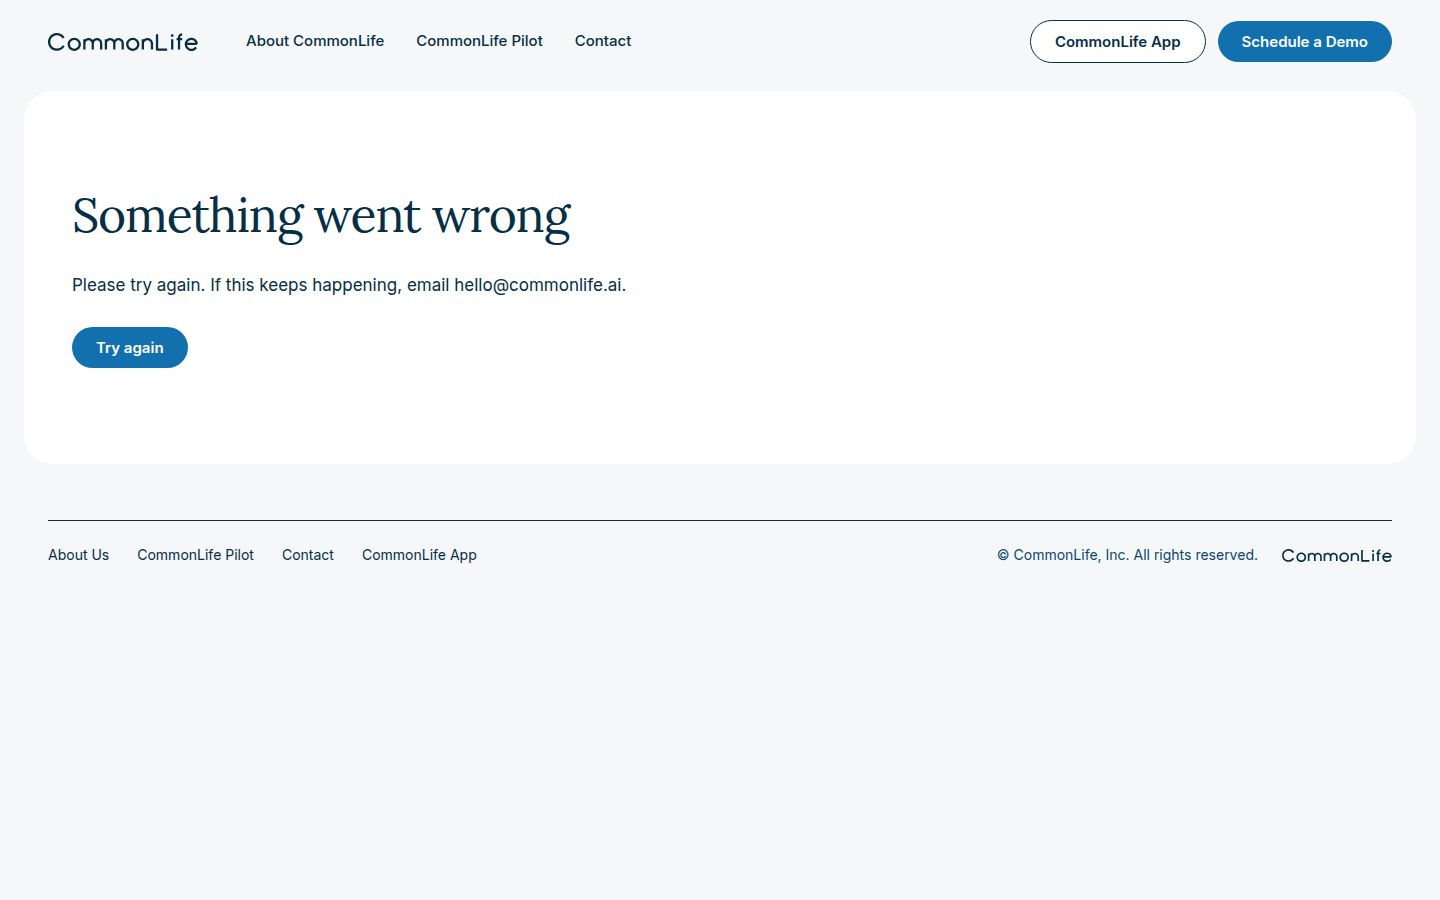 CommonLife
About CommonLife
CommonLife Pilot
Contact
CommonLife App
Schedule a Demo
Something went wrong
Please try again. If this keeps happening, email hello@commonlife.ai.
Try again
About Us
CommonLife Pilot
Contact
CommonLife App
© CommonLife, Inc. All rights reserved.
CommonLife